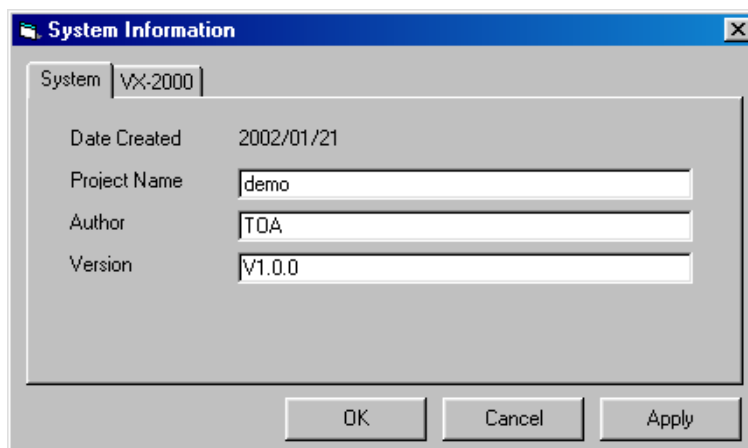 System Information
System VX-2000
Date Created 2002/01/21
Project Name demo
Author TOA
Version V1.0.0
OK Cancel Apply